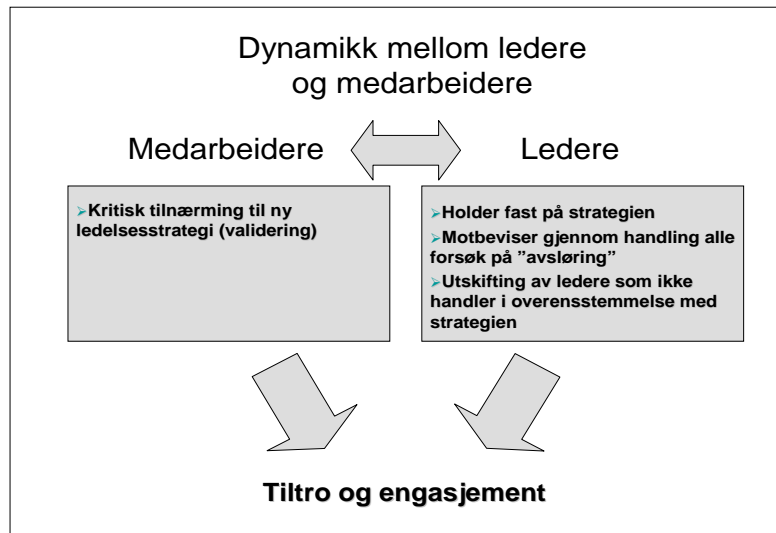 Dynamikk mellom ledere
og medarbeidere
Medarbeidere
Ledere
➢Kritisk tilnærming til ny
ledelsesstrategi (validering)
➢Holder fast på strategien
➢Motbeviser gjennom handling alle
forsøk på ”avsløring”
➢Utskifting av ledere som ikke
handler i overensstemmelse med
strategien
Tiltro og engasjement